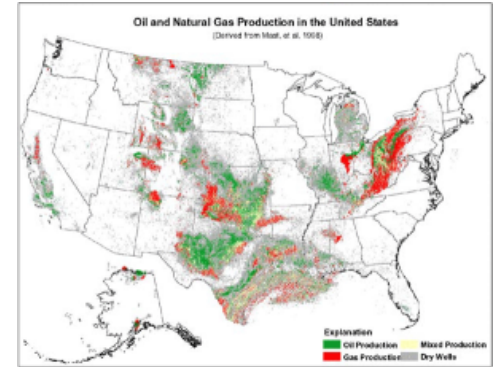 Oil and Natural Gas Production in the United States
(Derived from Mast, et al, 1998)
Explanation
Oil Production
Mixed Production
Gas Production
Dry Wells